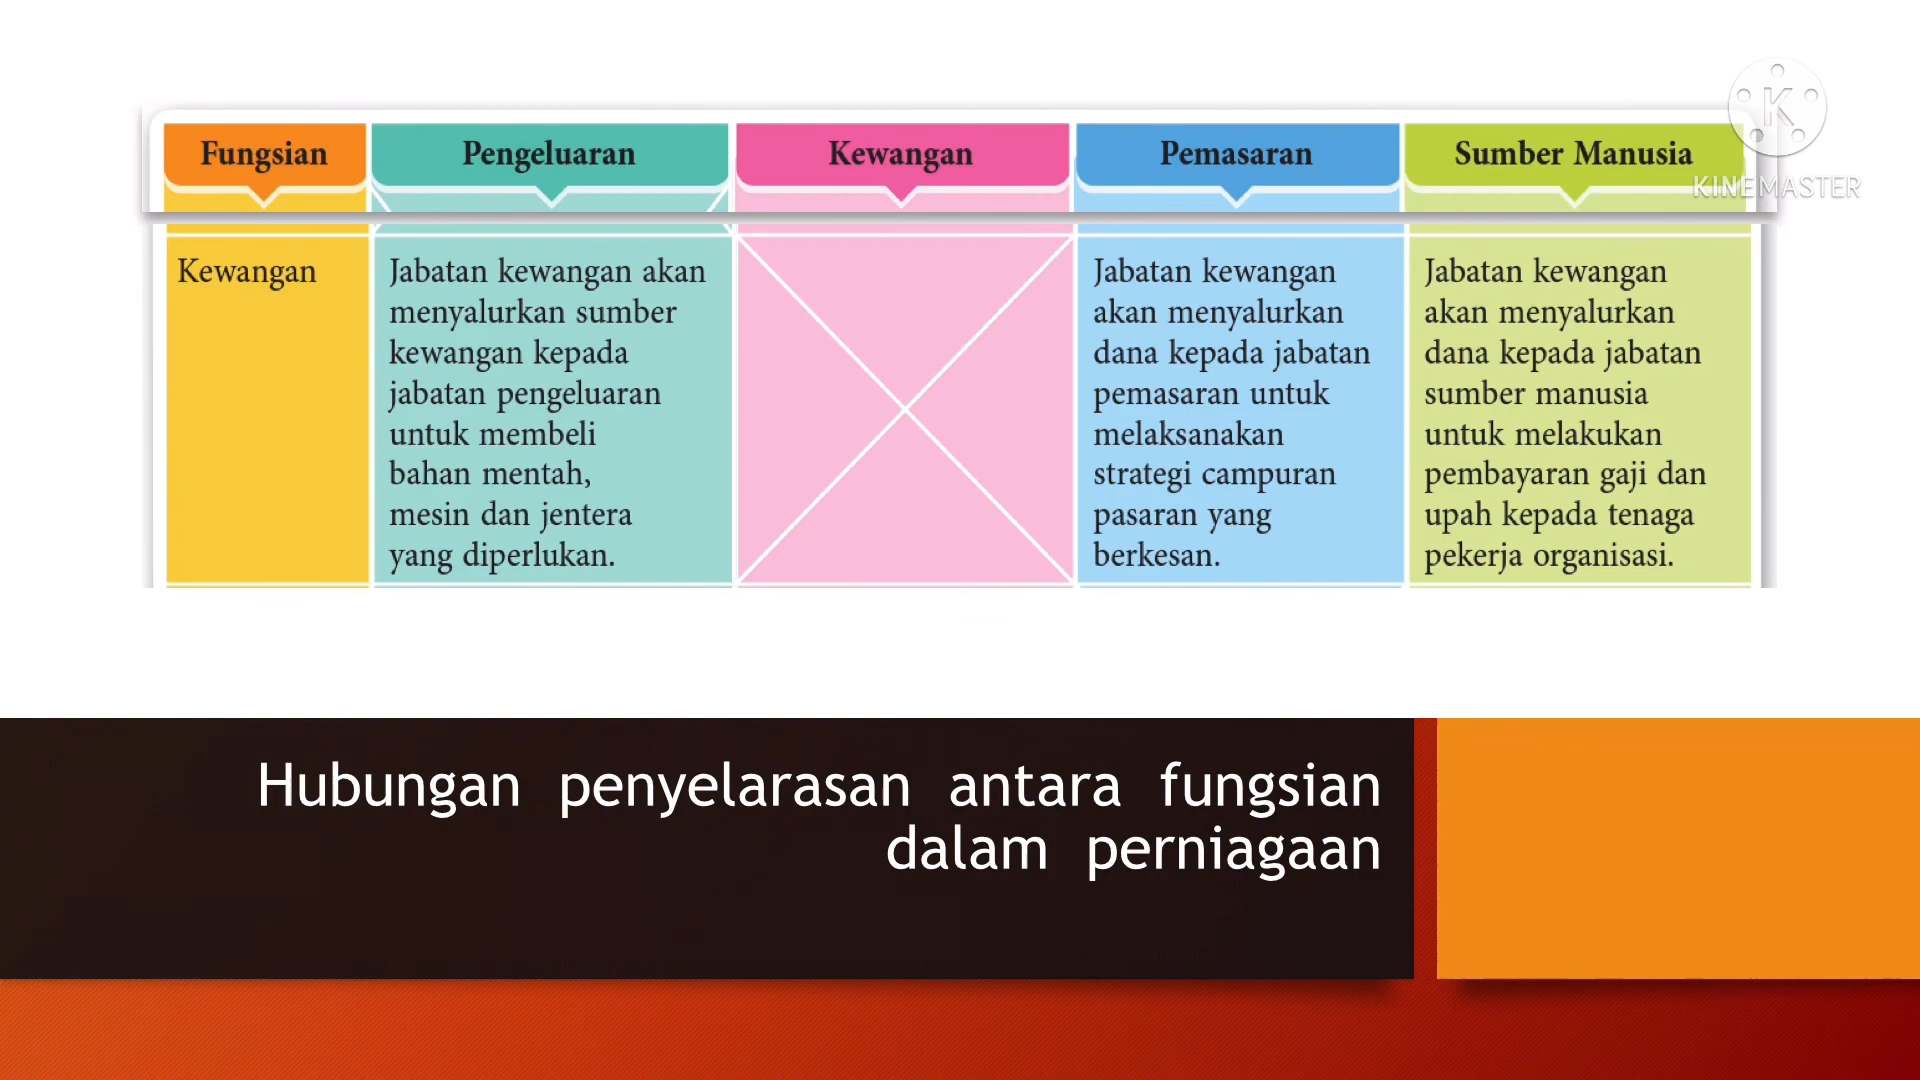 Fungsian
Pengeluaran
Kewangan
Pemasaran
Sumber Manusia
K
KINEMASTER
Kewangan
Jabatan kewangan akan
menyalurkan sumber
kewangan kepada
jabatan pengeluaran
untuk membeli
bahan mentah,
mesin dan jentera
yang diperlukan.
Jabatan kewangan
akan menyalurkan
dana kepada jabatan
pemasaran untuk
melaksanakan
strategi campuran
pasaran yang
berkesan.
Jabatan kewangan
akan menyalurkan
dana kepada jabatan
sumber manusia
untuk melakukan
pembayaran gaji dan
upah kepada tenaga
pekerja organisasi.
Hubungan penyelarasan antara fungsian
dalam perniagaan